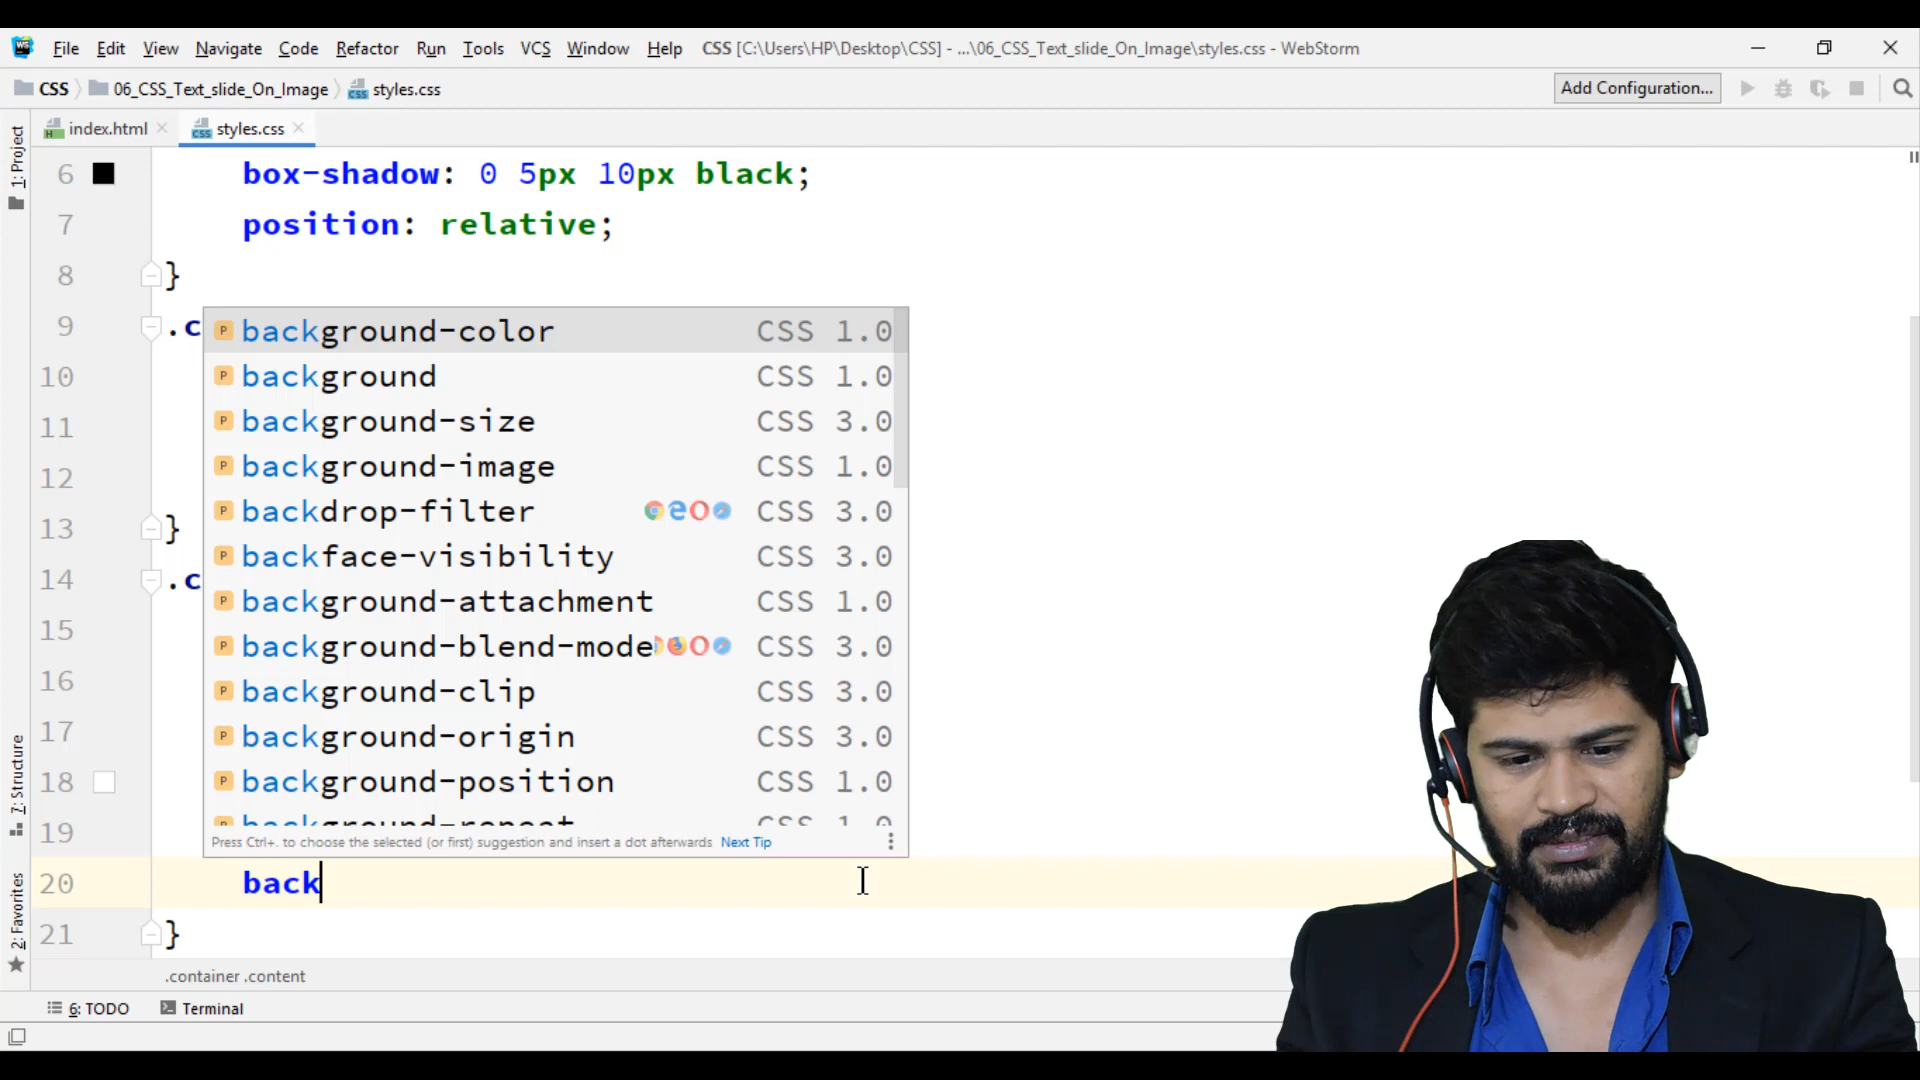 File Edit View Navigate Code Refactor Run Tools VCS Window Help CSS [C:\Users\HP\Desktop\CSS] - ...\06_CSS_Text_slide_On_Image\styles.css - WebStorm
CSS 06_CSS_Text_slide_On_Image styles.css Add Configuration...
index.html styles.css
1: Project
7: Structure
2: Favorites
6 box-shadow: 0 5px 10px black;
7 position: relative;
8 }
9 .c
10
11
12
13 }
14 .c
15
16
17
18
19
background-color CSS 1.0
background CSS 1.0
background-size CSS 3.0
background-image CSS 1.0
backdrop-filter CSS 3.0
backface-visibility CSS 3.0
background-attachment CSS 1.0
background-blend-mode CSS 3.0
background-clip CSS 3.0
background-origin CSS 3.0
background-position CSS 1.0
background-repeat CSS 1.0
Press Ctrl+. to choose the selected (or first) suggestion and insert a dot afterwards Next Tip
20 back
21 }
.container .content
6: TODO Terminal